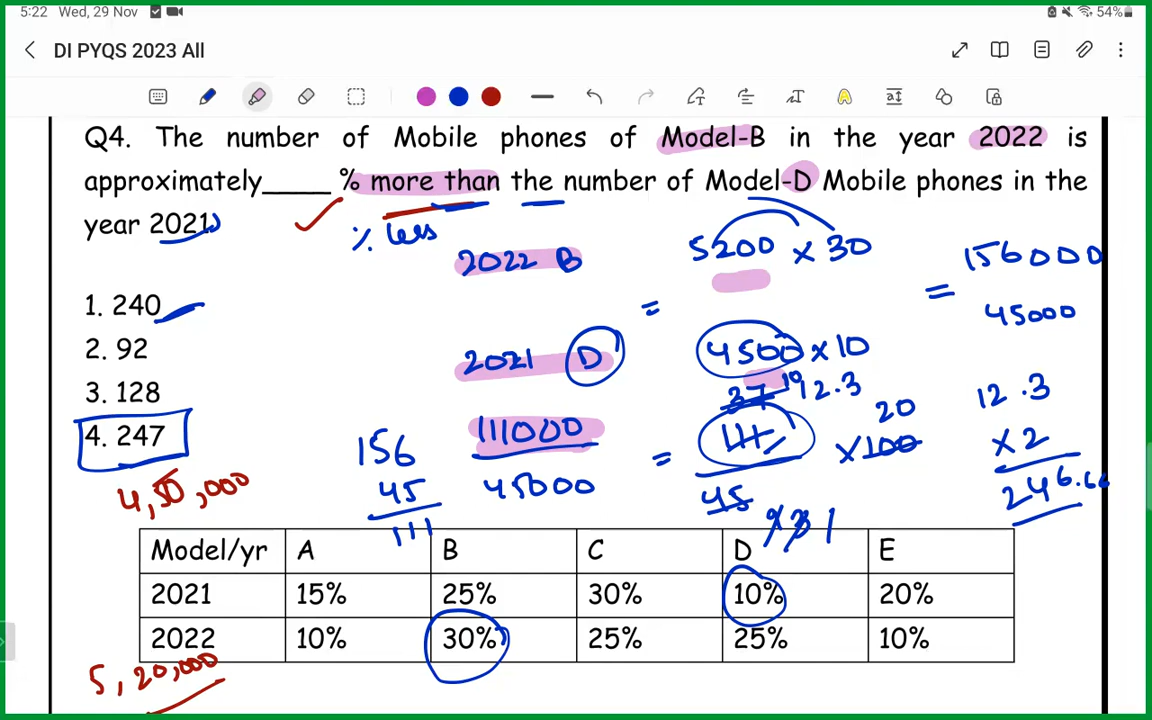 5:22 Wed, 29 Nov 54%
DI PYQS 2023 All
Q4. The number of Mobile phones of Model-B in the year 2022 is
approximately____ % more than the number of Model-D Mobile phones in the
year 2021
% less
2022 B = 5200 x 30 = 156000
45000
1. 240
2. 92
3. 128
4. 247
2021 D 4500 x 10
37 12.3
111000 = 111 x 100 20
45000 45
156
45
111
12.3
x 2
246.66
4,50,000
Model/yr A B C D E
2021 15% 25% 30% 10% 20%
2022 10% 30% 25% 25% 10%
5,20,000